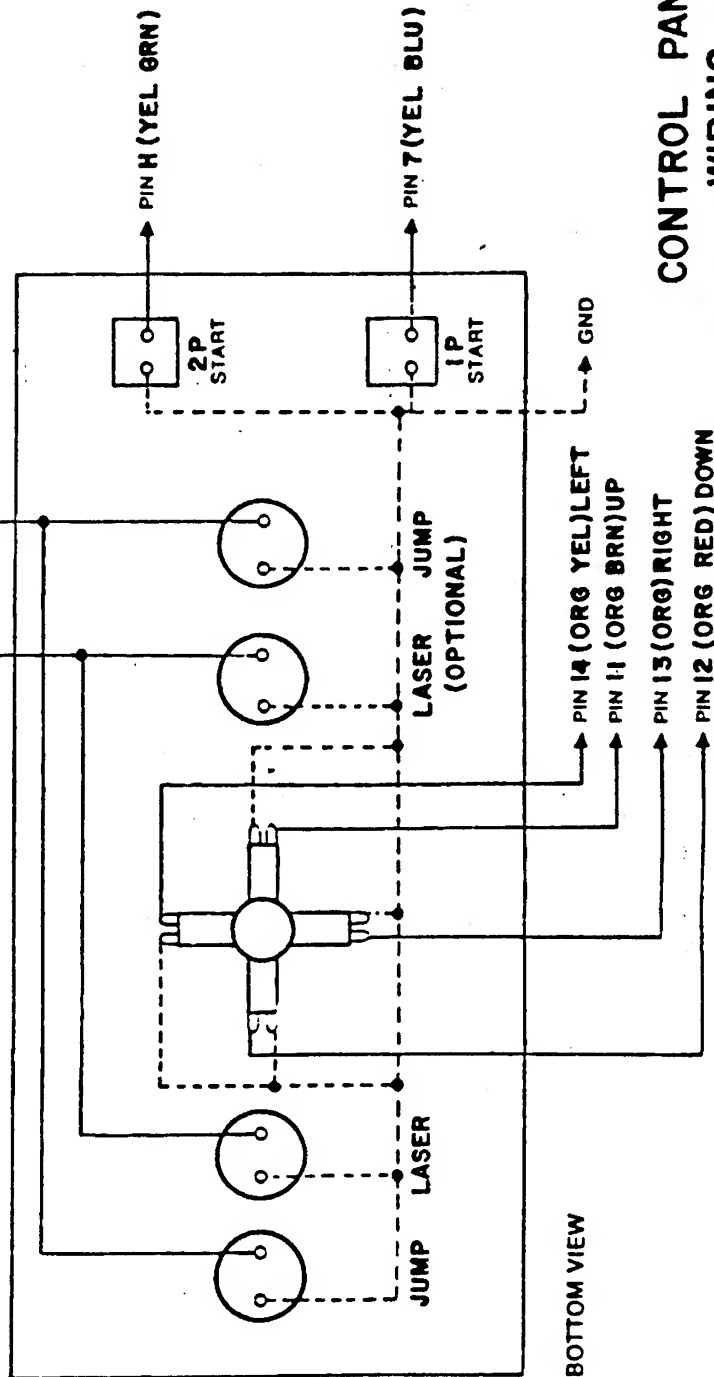 PIN H (YEL GRN)
PIN 7 (YEL BLU)
2P
START
1P
START
GND
JUMP
LASER
LASER
JUMP
(OPTIONAL)
PIN 14 (ORG YEL) LEFT
PIN 11 (ORG BRN) UP
PIN 13 (ORG) RIGHT
PIN 12 (ORG RED) DOWN
BOTTOM VIEW
CONTROL PAN